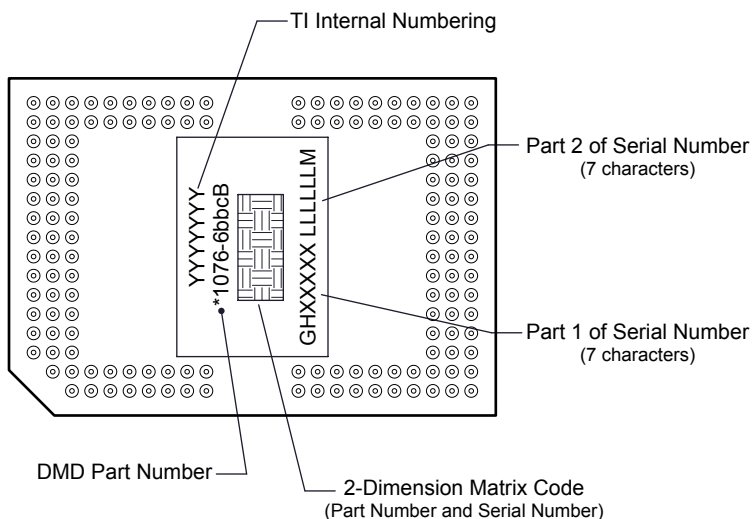 TI Internal Numbering
Part 2 of Serial Number
(7 characters)
YYYYYYY
*1076-6bbcB
GHXXXXX LLLLLLM
Part 1 of Serial Number
(7 characters)
DMD Part Number
2-Dimension Matrix Code
(Part Number and Serial Number)